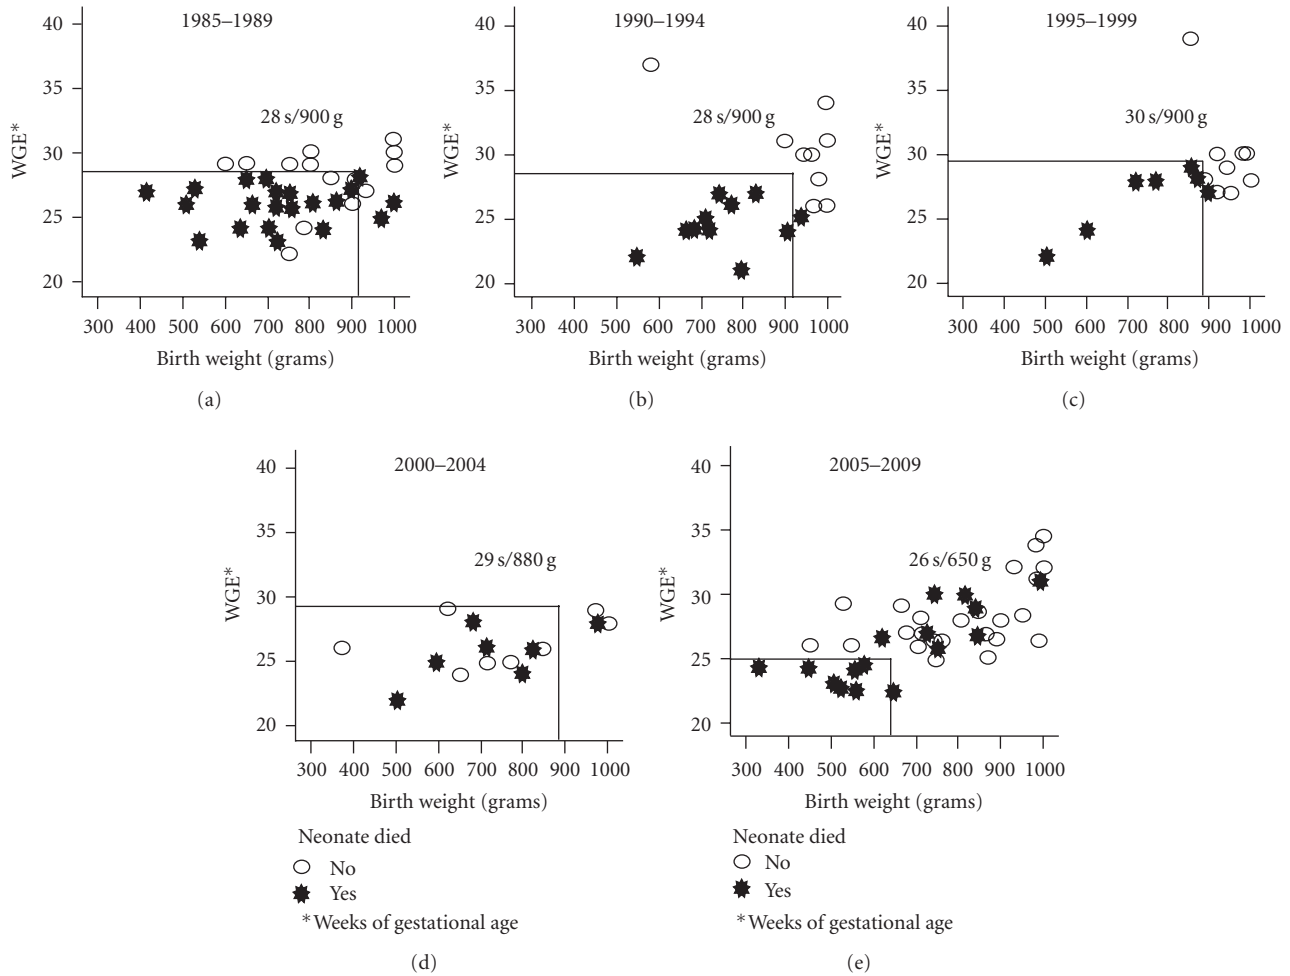 1985–1989
40
35
30
25
20
WGE*
28 s/900 g
300 400 500 600 700 800 900 1000
Birth weight (grams)
(a)
1990–1994
40
35
30
25
20
WGE*
28 s/900 g
500 400 600 700 800 900 1000
300
Birth weight (grams)
(b)
1995–1999
40
35
30
25
20
WGE*
30 s/900 g
300 400 500 600 700 800 900 1000
Birth weight (grams)
(c)
2000–2004
40
35
30
25
20
WGE*
29 s/880 g
300 400 500 600 700 800 900 1000
Birth weight (grams)
Neonate died
No
Yes
*Weeks of gestational age
(d)
2005–2009
40
35
30
25
20
WGE*
26 s/650 g
300 400 500 600 700 800 900 1000
Birth weight (grams)
Neonate died
No
Yes
*Weeks of gestational age
(e)